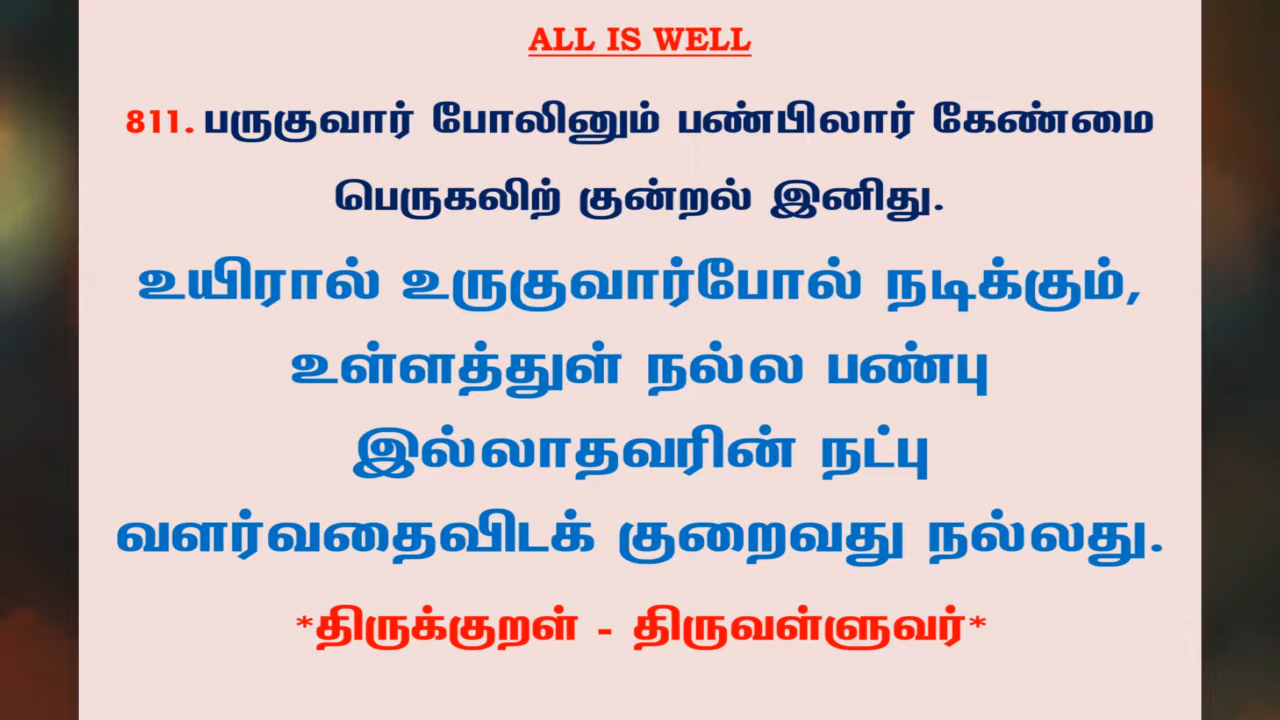 ALL IS WELL
811. பருகுவார் போலினும் பண்பிலார் கேண்மை
பெருகலிற் குன்றல் இனிது.
உயிரால் உருகுவார்போல் நடிக்கும்,
உள்ளத்துள் நல்ல பண்பு
இல்லாதவரின் நட்பு
வளர்வதைவிடக் குறைவது நல்லது.
*திருக்குறள் - திருவள்ளுவர்*